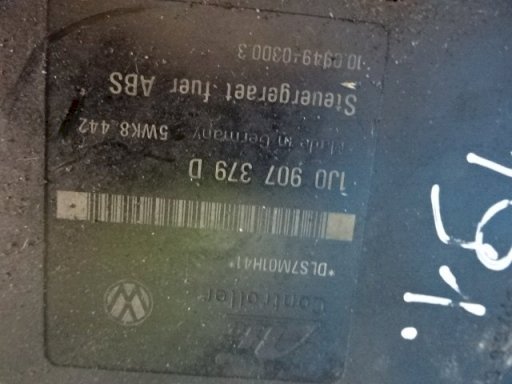 Controller
*DLS7M01H41*
1J0 907 379 D
Made in Germany 5WK8 442
Steuergeraet fuer ABS
10.0949-0300.3